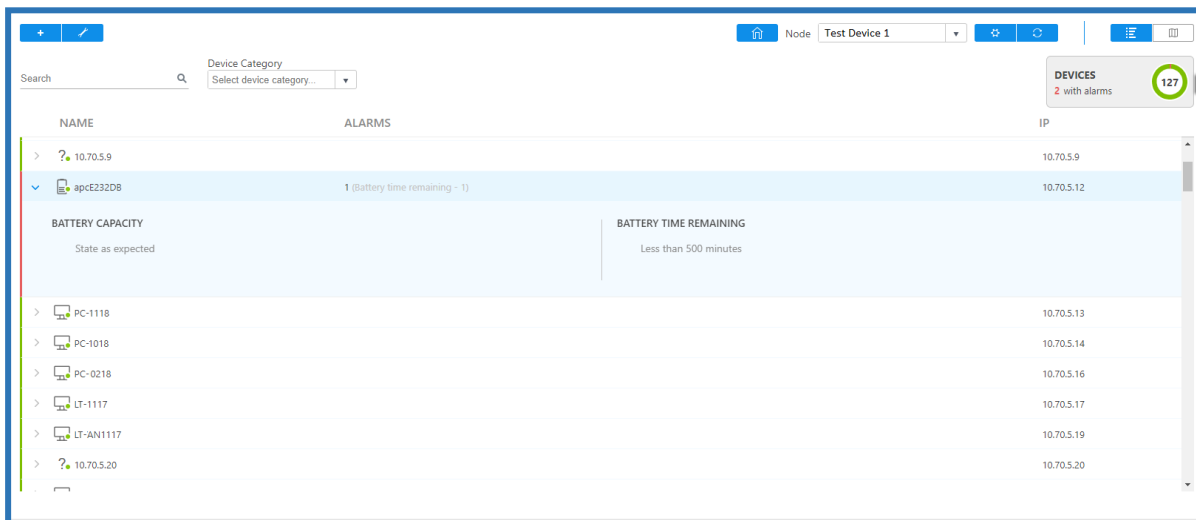 Node Test Device 1
Device Category
Search
Select device category...
DEVICES
2 with alarms
127
NAME ALARMS IP
10.70.5.9 10.70.5.9
apcE232DB 1 (Battery time remaining - 1) 10.70.5.12
BATTERY CAPACITY BATTERY TIME REMAINING
State as expected Less than 500 minutes
PC-1118 10.70.5.13
PC-1018 10.70.5.14
PC-0218 10.70.5.16
LT-1117 10.70.5.17
LT-'AN1117 10.70.5.19
10.70.5.20 10.70.5.20